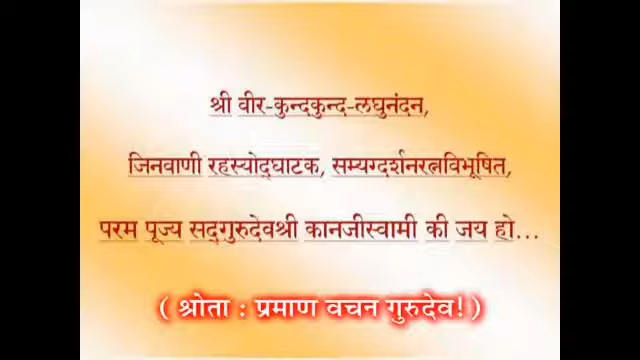 श्री वीर-कुन्दकुन्द-लघुनंदन,
जिनवाणी रहस्योद्घाटक, सम्यग्दर्शनरत्नविभूषित,
परम पूज्य सद्गुरुदेवश्री कानजीस्वामी की जय हो...
( श्रोता : प्रमाण वचन गुरुदेव! )